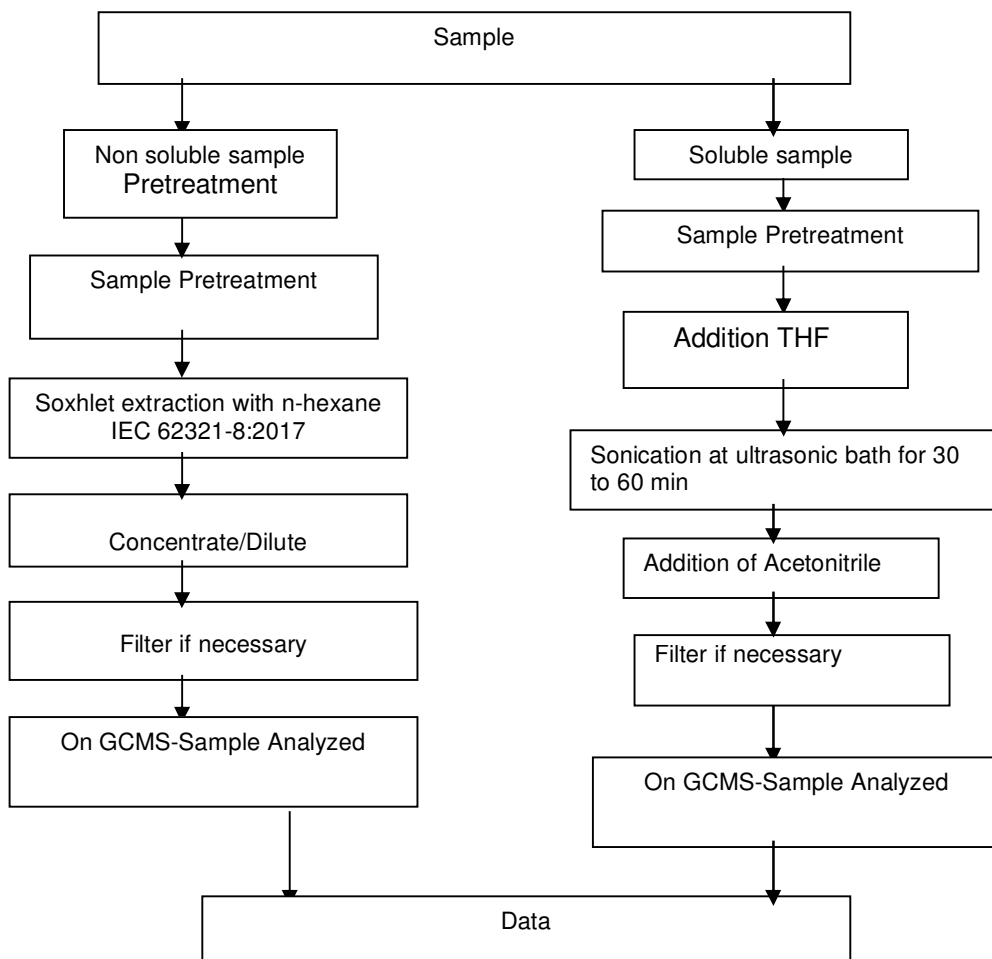 Sample
Non soluble sample
Pretreatment
Sample Pretreatment
Soxhlet extraction with n-hexane
IEC 62321-8:2017
Concentrate/Dilute
Filter if necessary
On GCMS-Sample Analyzed
Soluble sample
Sample Pretreatment
Addition THF
Sonication at ultrasonic bath for 30
to 60 min
Addition of Acetonitrile
Filter if necessary
On GCMS-Sample Analyzed
Data